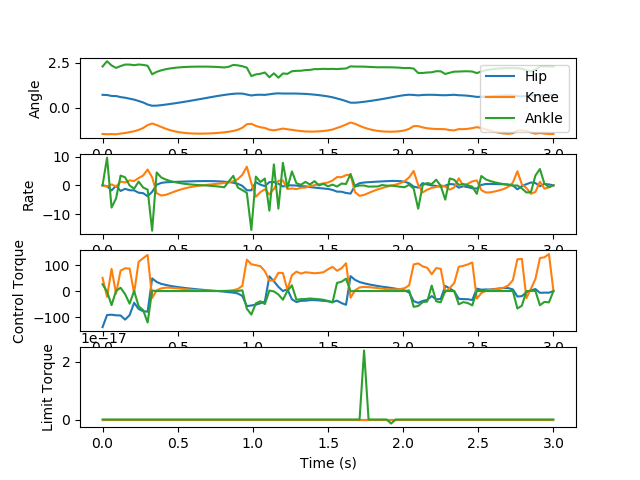 2.5
0.0
Angle
Hip
Knee
Ankle
0.0 0.5 1.0 1.5 2.0 2.5 3.0
10
0
−10
Rate
0.0 0.5 1.0 1.5 2.0 2.5 3.0
100
0
−100
Control Torque
0.0 0.5 1.0 1.5 2.0 2.5 3.0
1e−17
2
0
Limit Torque
0.0 0.5 1.0 1.5 2.0 2.5 3.0
Time (s)